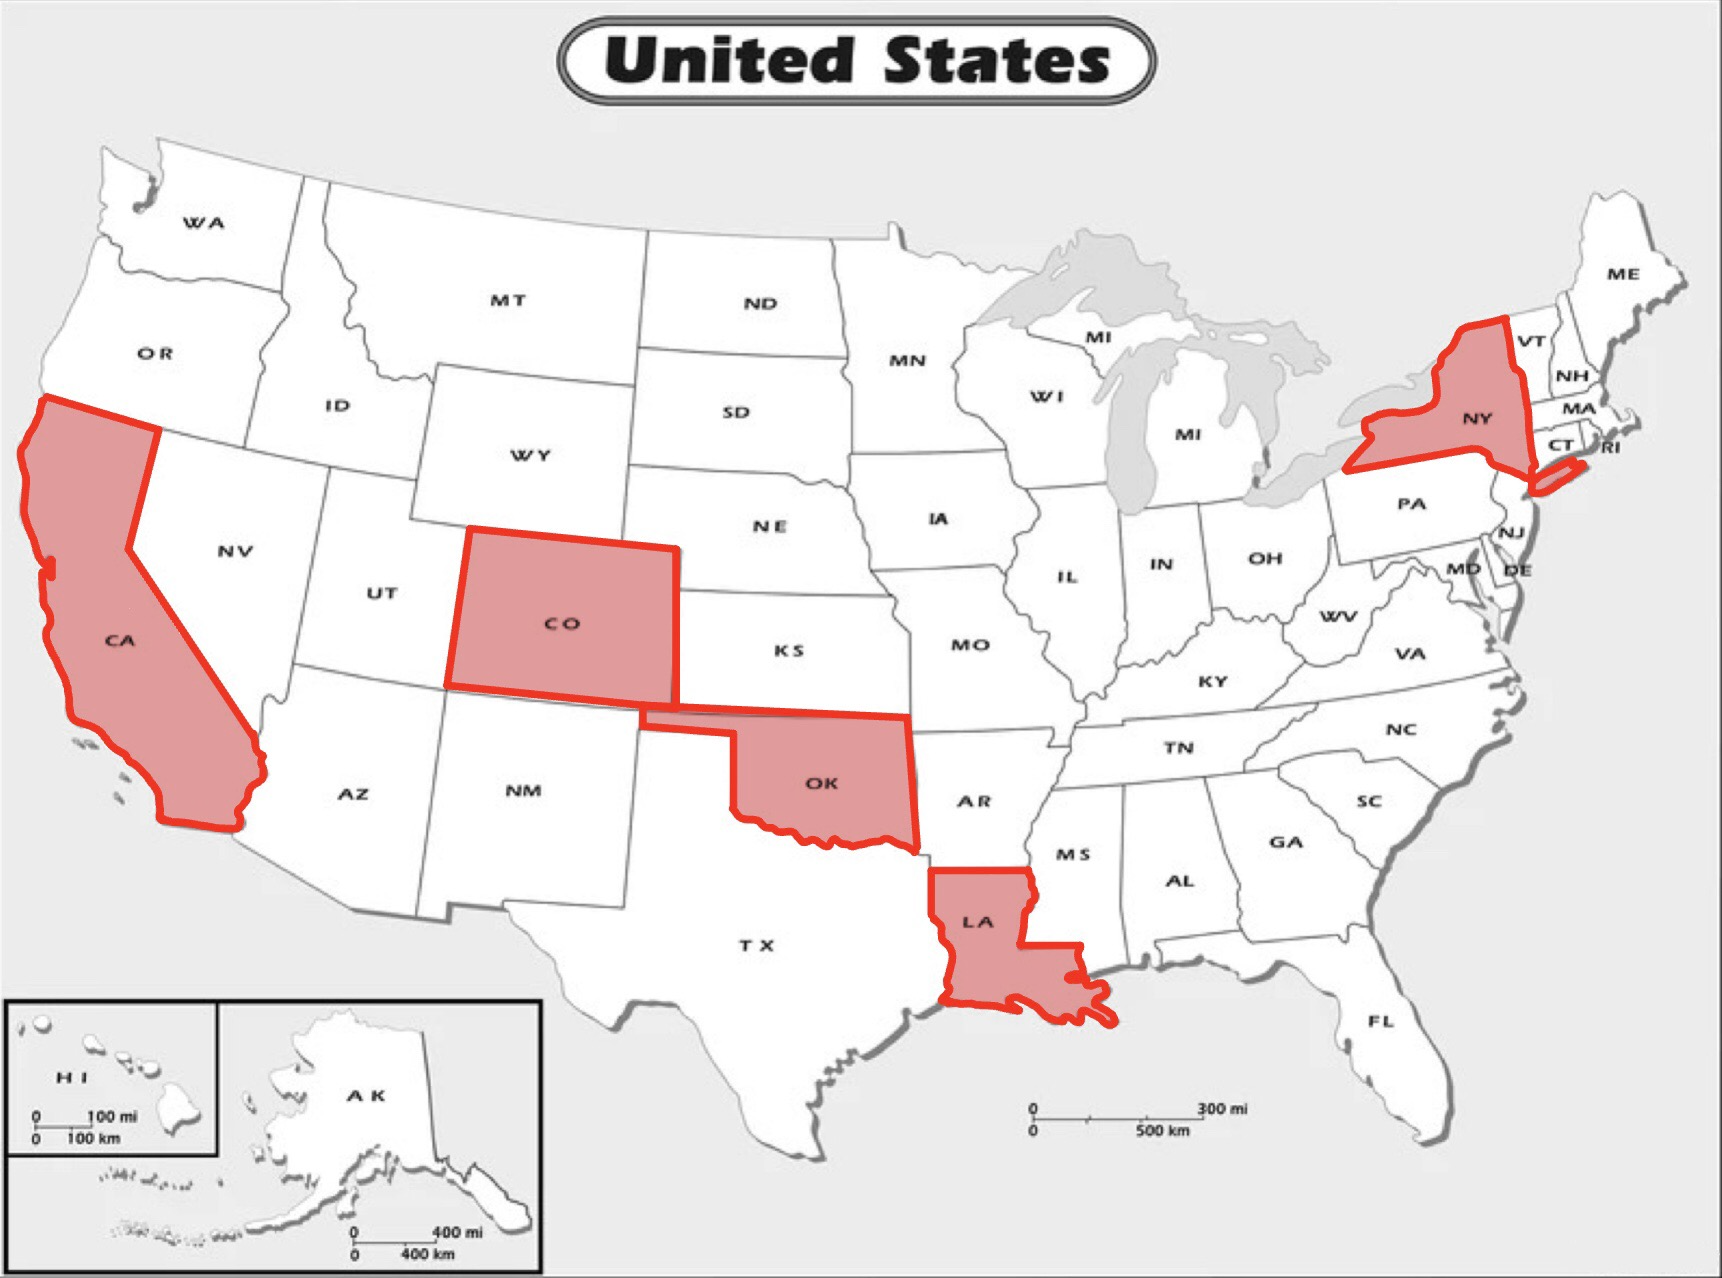 United States
WA
OR
CA
NV
ID
MT
WY
UT
CO
AZ
NM
ND
SD
NE
KS
OK
TX
MN
IA
MO
AR
LA
WI
MI
MI
IL
IN
OH
KY
TN
MS
AL
GA
FL
SC
NC
VA
WV
PA
NY
VT
NH
ME
MA
CT
RI
NJ
MD
DE
HI
0 100 mi
0 100 km
AK
0 400 mi
0 400 km
0 300 mi
0 500 km